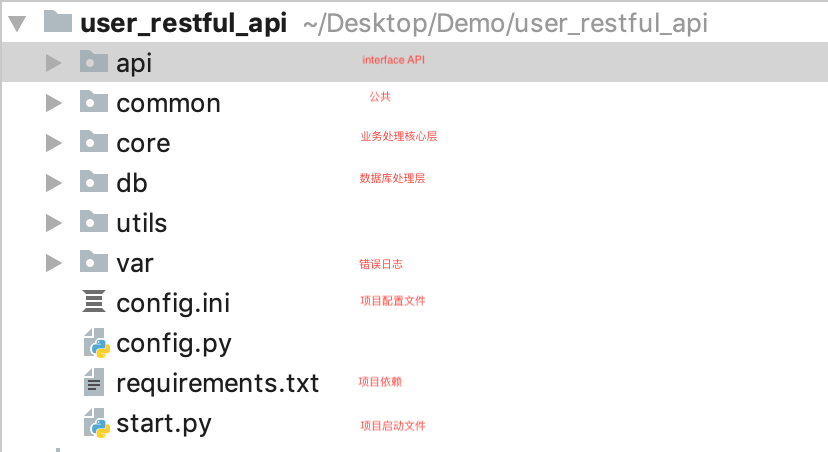 user_restful_api ~/Desktop/Demo/user_restful_api
api interface API
common 公共
core 业务处理核心层
db 数据库处理层
utils
var 错误日志
config.ini 项目配置文件
config.py
requirements.txt 项目依赖
start.py 项目启动文件